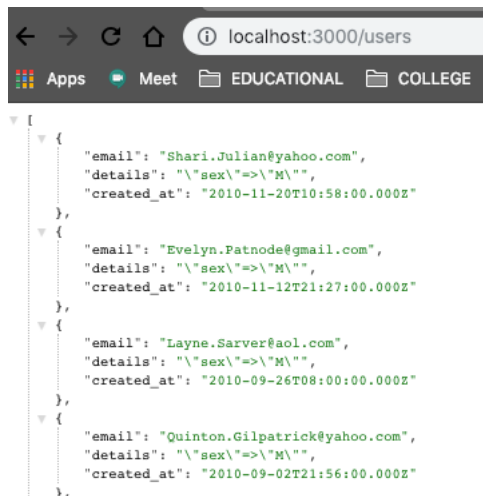 localhost:3000/users
Apps Meet EDUCATIONAL COLLEGE
[
{
"email": "Shari.Julian@yahoo.com",
"details": "\"sex\"=>\"M\"",
"created_at": "2010-11-20T10:58:00.000Z"
},
{
"email": "Evelyn.Patnode@gmail.com",
"details": "\"sex\"=>\"M\"",
"created_at": "2010-11-12T21:27:00.000Z"
},
{
"email": "Layne.Sarver@aol.com",
"details": "\"sex\"=>\"M\"",
"created_at": "2010-09-26T08:00:00.000Z"
},
{
"email": "Quinton.Gilpatrick@yahoo.com",
"details": "\"sex\"=>\"M\"",
"created_at": "2010-09-02T21:56:00.000Z"
},